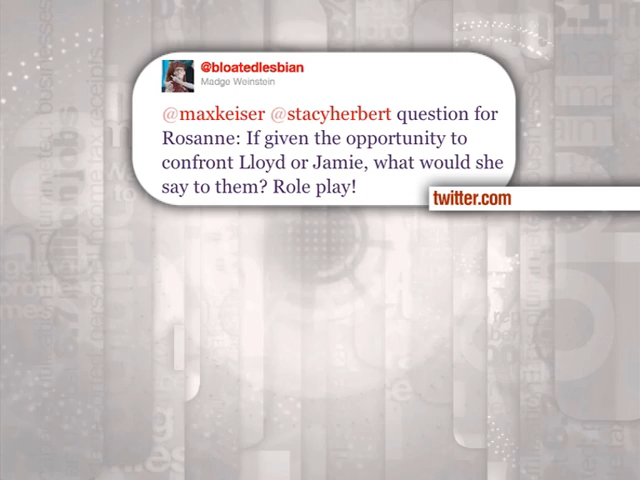 @bloatedlesbian
Madge Weinstein
@maxkeiser @stacyherbert question for
Rosanne: If given the opportunity to
confront Lloyd or Jamie, what would she
say to them? Role play!
twitter.com